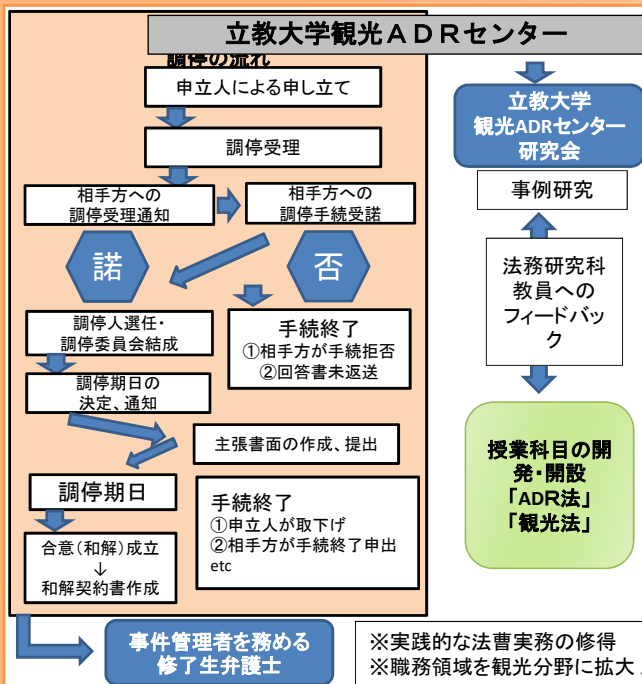 立教大学観光ＡＤＲセンター
調停の流れ
申立人による申し立て
調停受理
相手方への
調停受理通知
相手方への
調停手続受諾
諾
否
調停人選任・
調停委員会結成
手続終了
①相手方が手続拒否
②回答書未返送
調停期日の
決定、通知
主張書面の作成、提出
調停期日
手続終了
①申立人が取下げ
②相手方が手続終了申出
etc
合意（和解）成立
↓
和解契約書作成
事件管理者を務める
修了生弁護士
立教大学
観光ADRセンター
研究会
事例研究
法務研究科
教員への
フィードバッ
ク
授業科目の開
発・開設
「ADR法」
「観光法」
※実践的な法曹実務の修得
※職務領域を観光分野に拡大